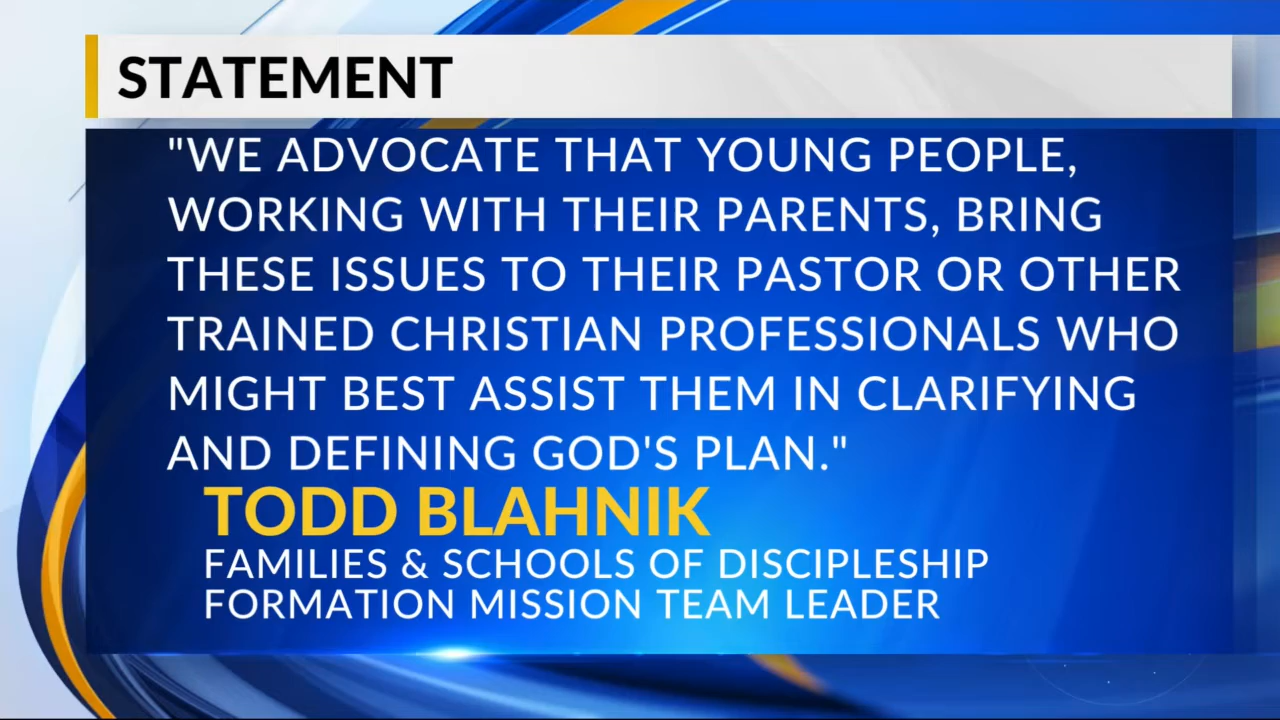 STATEMENT
"WE ADVOCATE THAT YOUNG PEOPLE,
WORKING WITH THEIR PARENTS, BRING
THESE ISSUES TO THEIR PASTOR OR OTHER
TRAINED CHRISTIAN PROFESSIONALS WHO
MIGHT BEST ASSIST THEM IN CLARIFYING
AND DEFINING GOD'S PLAN."
TODD BLAHNIK
FAMILIES & SCHOOLS OF DISCIPLESHIP
FORMATION MISSION TEAM LEADER